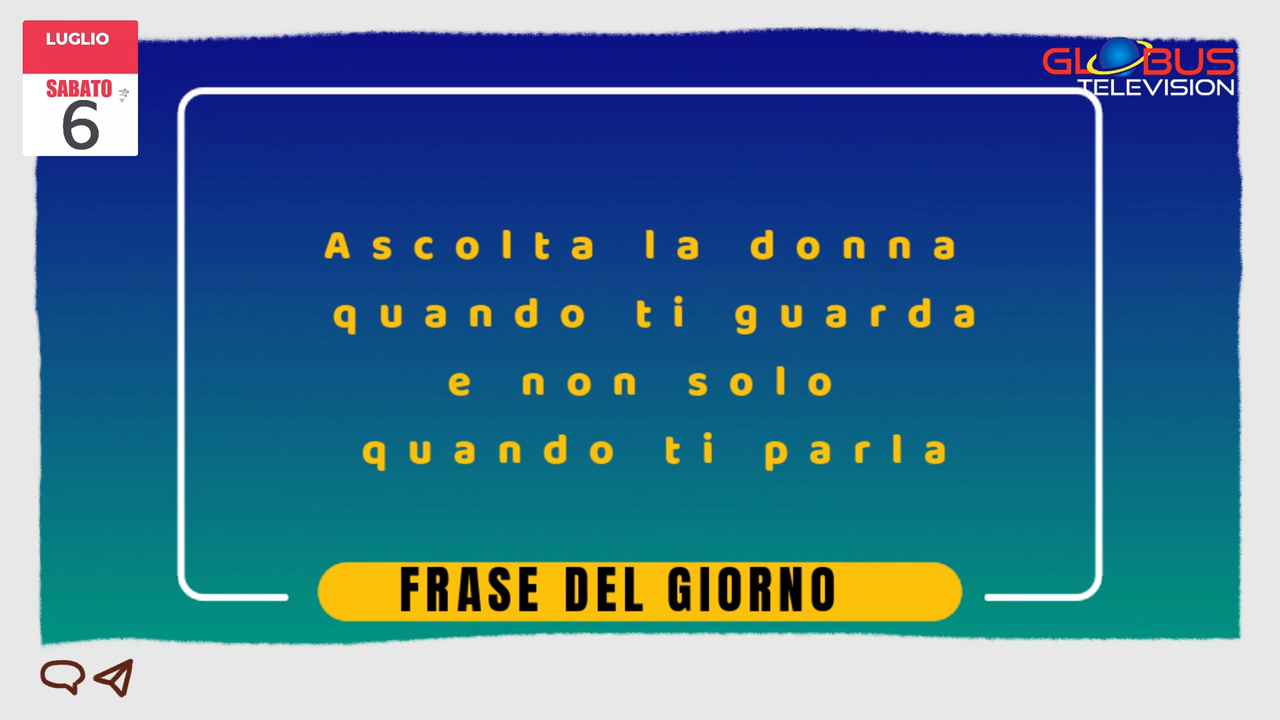 LUGLIO
SABATO
6
GLOBUS
TELEVISION
Ascolta la donna
quando ti guarda
e non solo
quando ti parla
FRASE DEL GIORNO